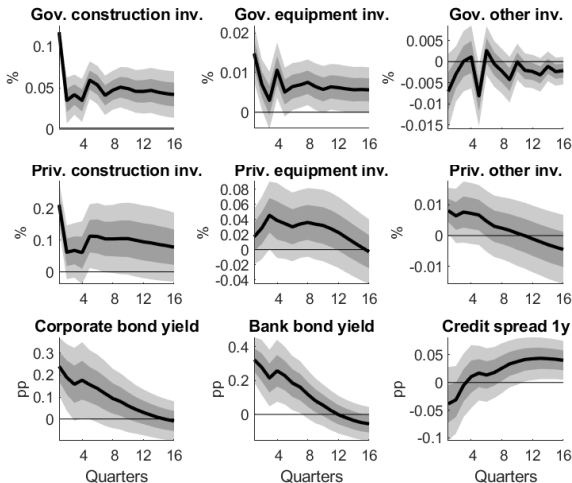 Gov. construction inv.
Gov. equipment inv.
Gov. other inv.
%
0.1
0.05
0
4 8 12 16
%
0.02
0.01
0
4 8 12 16
%
0.005
0
-0.005
-0.01
-0.015
4 8 12 16
Priv. construction inv.
Priv. equipment inv.
Priv. other inv.
%
0.2
0.1
0
4 8 12 16
%
0.08
0.06
0.04
0.02
0
-0.02
-0.04
4 8 12 16
%
0.01
0
-0.01
4 8 12 16
Corporate bond yield
Bank bond yield
Credit spread 1y
pp
0.3
0.2
0.1
0
4 8 12 16
Quarters
0.4
0.2
0
4 8 12 16
Quarters
pp
0.05
0
-0.05
-0.1
4 8 12 16
Quarters